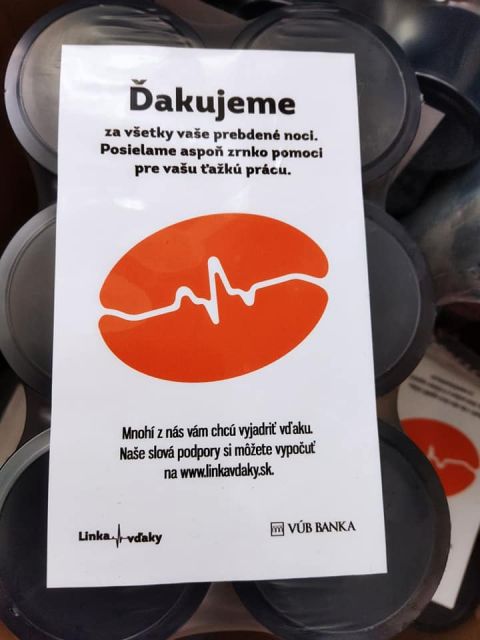 Ďakujeme
za všetky vaše prebdené noci.
Posielame aspoň zrnko pomoci
pre vašu ťažkú prácu.
Mnohí z nás vám chcú vyjadriť vďaku.
Naše slová podpory si môžete vypočuť
na www.linkavdaky.sk.
Linka vďaky
VÚB BANKA